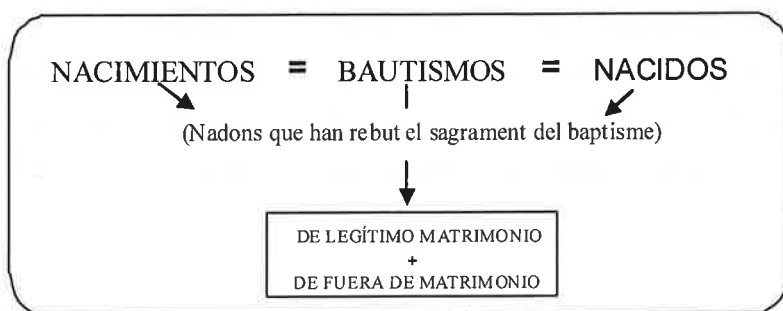 NACIMIENTOS = BAUTISMOS = NACIDOS
(Nadons que han rebut el sagrament del baptisme)
DE LEGÍTIMO MATRIMONIO
+
DE FUERA DE MATRIMONIO